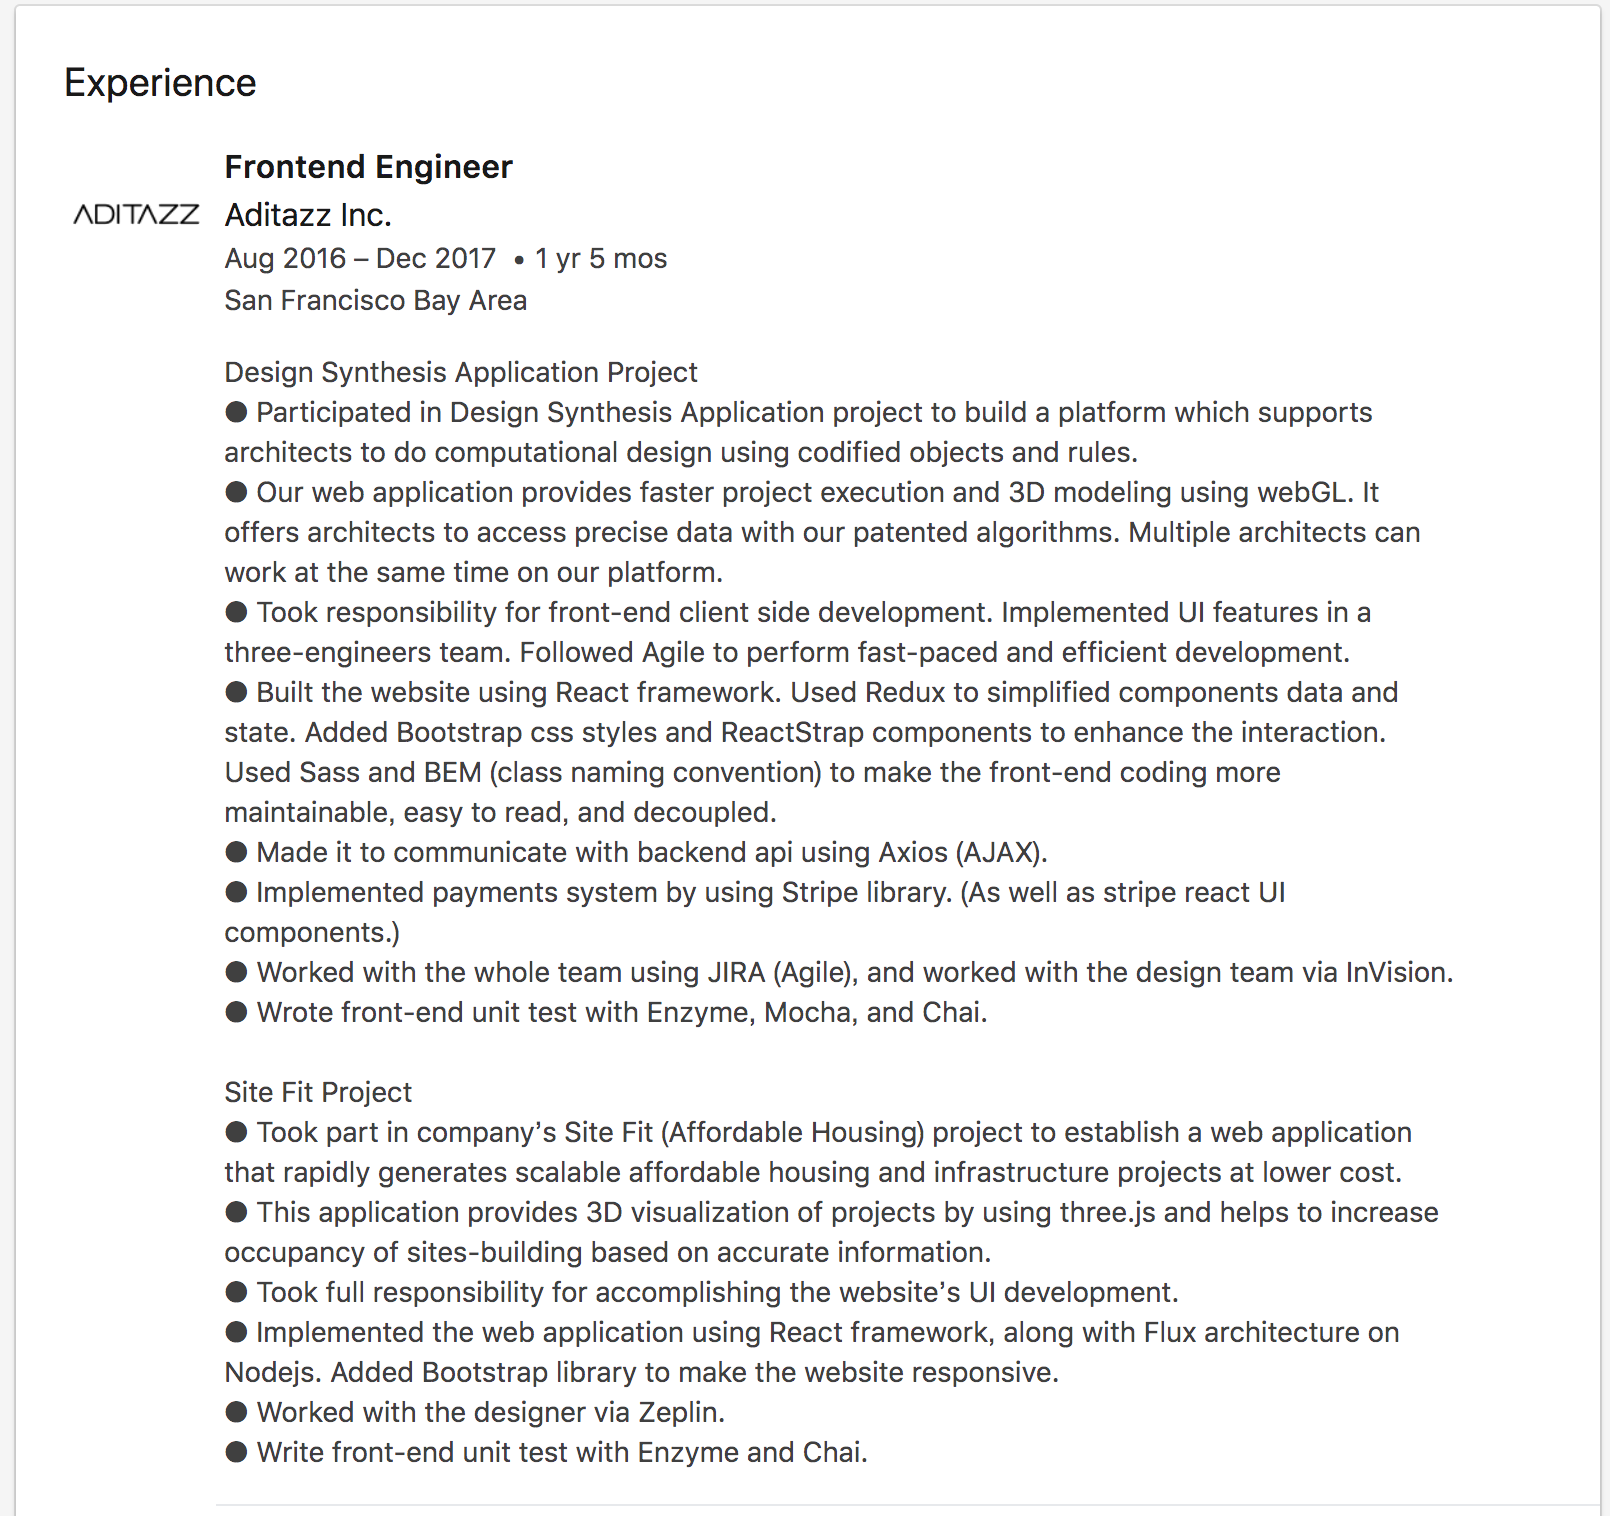 Experience
Frontend Engineer
ADITAZZ
Aditazz Inc.
Aug 2016 – Dec 2017 • 1 yr 5 mos
San Francisco Bay Area
Design Synthesis Application Project
● Participated in Design Synthesis Application project to build a platform which supports
architects to do computational design using codified objects and rules.
● Our web application provides faster project execution and 3D modeling using webGL. It
offers architects to access precise data with our patented algorithms. Multiple architects can
work at the same time on our platform.
● Took responsibility for front-end client side development. Implemented UI features in a
three-engineers team. Followed Agile to perform fast-paced and efficient development.
● Built the website using React framework. Used Redux to simplified components data and
state. Added Bootstrap css styles and ReactStrap components to enhance the interaction.
Used Sass and BEM (class naming convention) to make the front-end coding more
maintainable, easy to read, and decoupled.
● Made it to communicate with backend api using Axios (AJAX).
● Implemented payments system by using Stripe library. (As well as stripe react UI
components.)
● Worked with the whole team using JIRA (Agile), and worked with the design team via InVision.
● Wrote front-end unit test with Enzyme, Mocha, and Chai.
Site Fit Project
● Took part in company’s Site Fit (Affordable Housing) project to establish a web application
that rapidly generates scalable affordable housing and infrastructure projects at lower cost.
● This application provides 3D visualization of projects by using three.js and helps to increase
occupancy of sites-building based on accurate information.
● Took full responsibility for accomplishing the website’s UI development.
● Implemented the web application using React framework, along with Flux architecture on
Nodejs. Added Bootstrap library to make the website responsive.
● Worked with the designer via Zeplin.
● Write front-end unit test with Enzyme and Chai.